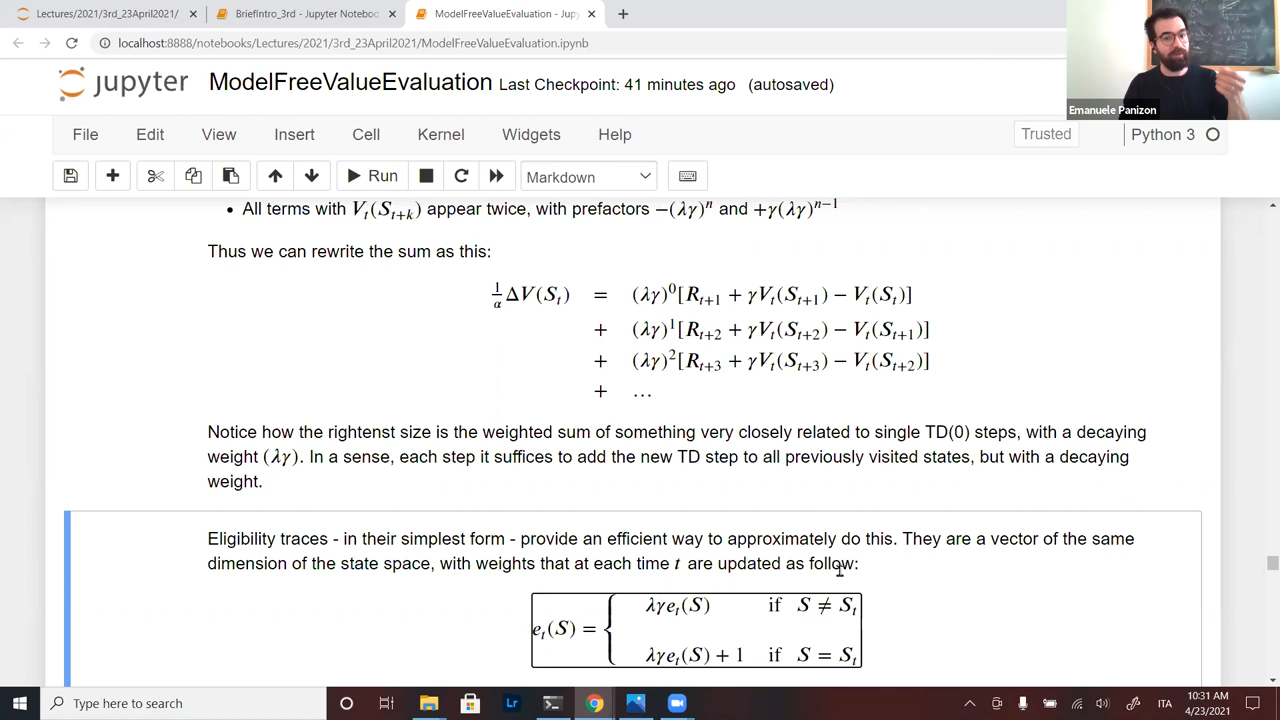 Lectures/2021/3rd_23April2021/
BriefIntro_3rd - Jupyter Notebo
ModelFreeValueEvaluation - Jup
localhost:8888/notebooks/Lectures/2021/3rd_23April2021/ModelFreeValueEvaluation.ipynb
Emanuele Panizon
jupyter ModelFreeValueEvaluation Last Checkpoint: 41 minutes ago (autosaved)
File Edit View Insert Cell Kernel Widgets Help Trusted Python 3
Run Markdown
• All terms with V_t(S_{t+k}) appear twice, with prefactors −(λγ)^n and +γ(λγ)^{n−1}
Thus we can rewrite the sum as this:
1/α ΔV(S_t) = (λγ)^0[R_{t+1} + γV_t(S_{t+1}) − V_t(S_t)]
+ (λγ)^1[R_{t+2} + γV_t(S_{t+2}) − V_t(S_{t+1})]
+ (λγ)^2[R_{t+3} + γV_t(S_{t+3}) − V_t(S_{t+2})]
+ …
Notice how the rightenst size is the weighted sum of something very closely related to single TD(0) steps, with a decaying
weight (λγ). In a sense, each step it suffices to add the new TD step to all previously visited states, but with a decaying
weight.
Eligibility traces - in their simplest form - provide an efficient way to approximately do this. They are a vector of the same
dimension of the state space, with weights that at each time t are updated as follow:
e_t(S) = { λγe_t(S) if S ≠ S_t
λγe_t(S) + 1 if S = S_t
Type here to search
Lr
ITA
10:31 AM
4/23/2021